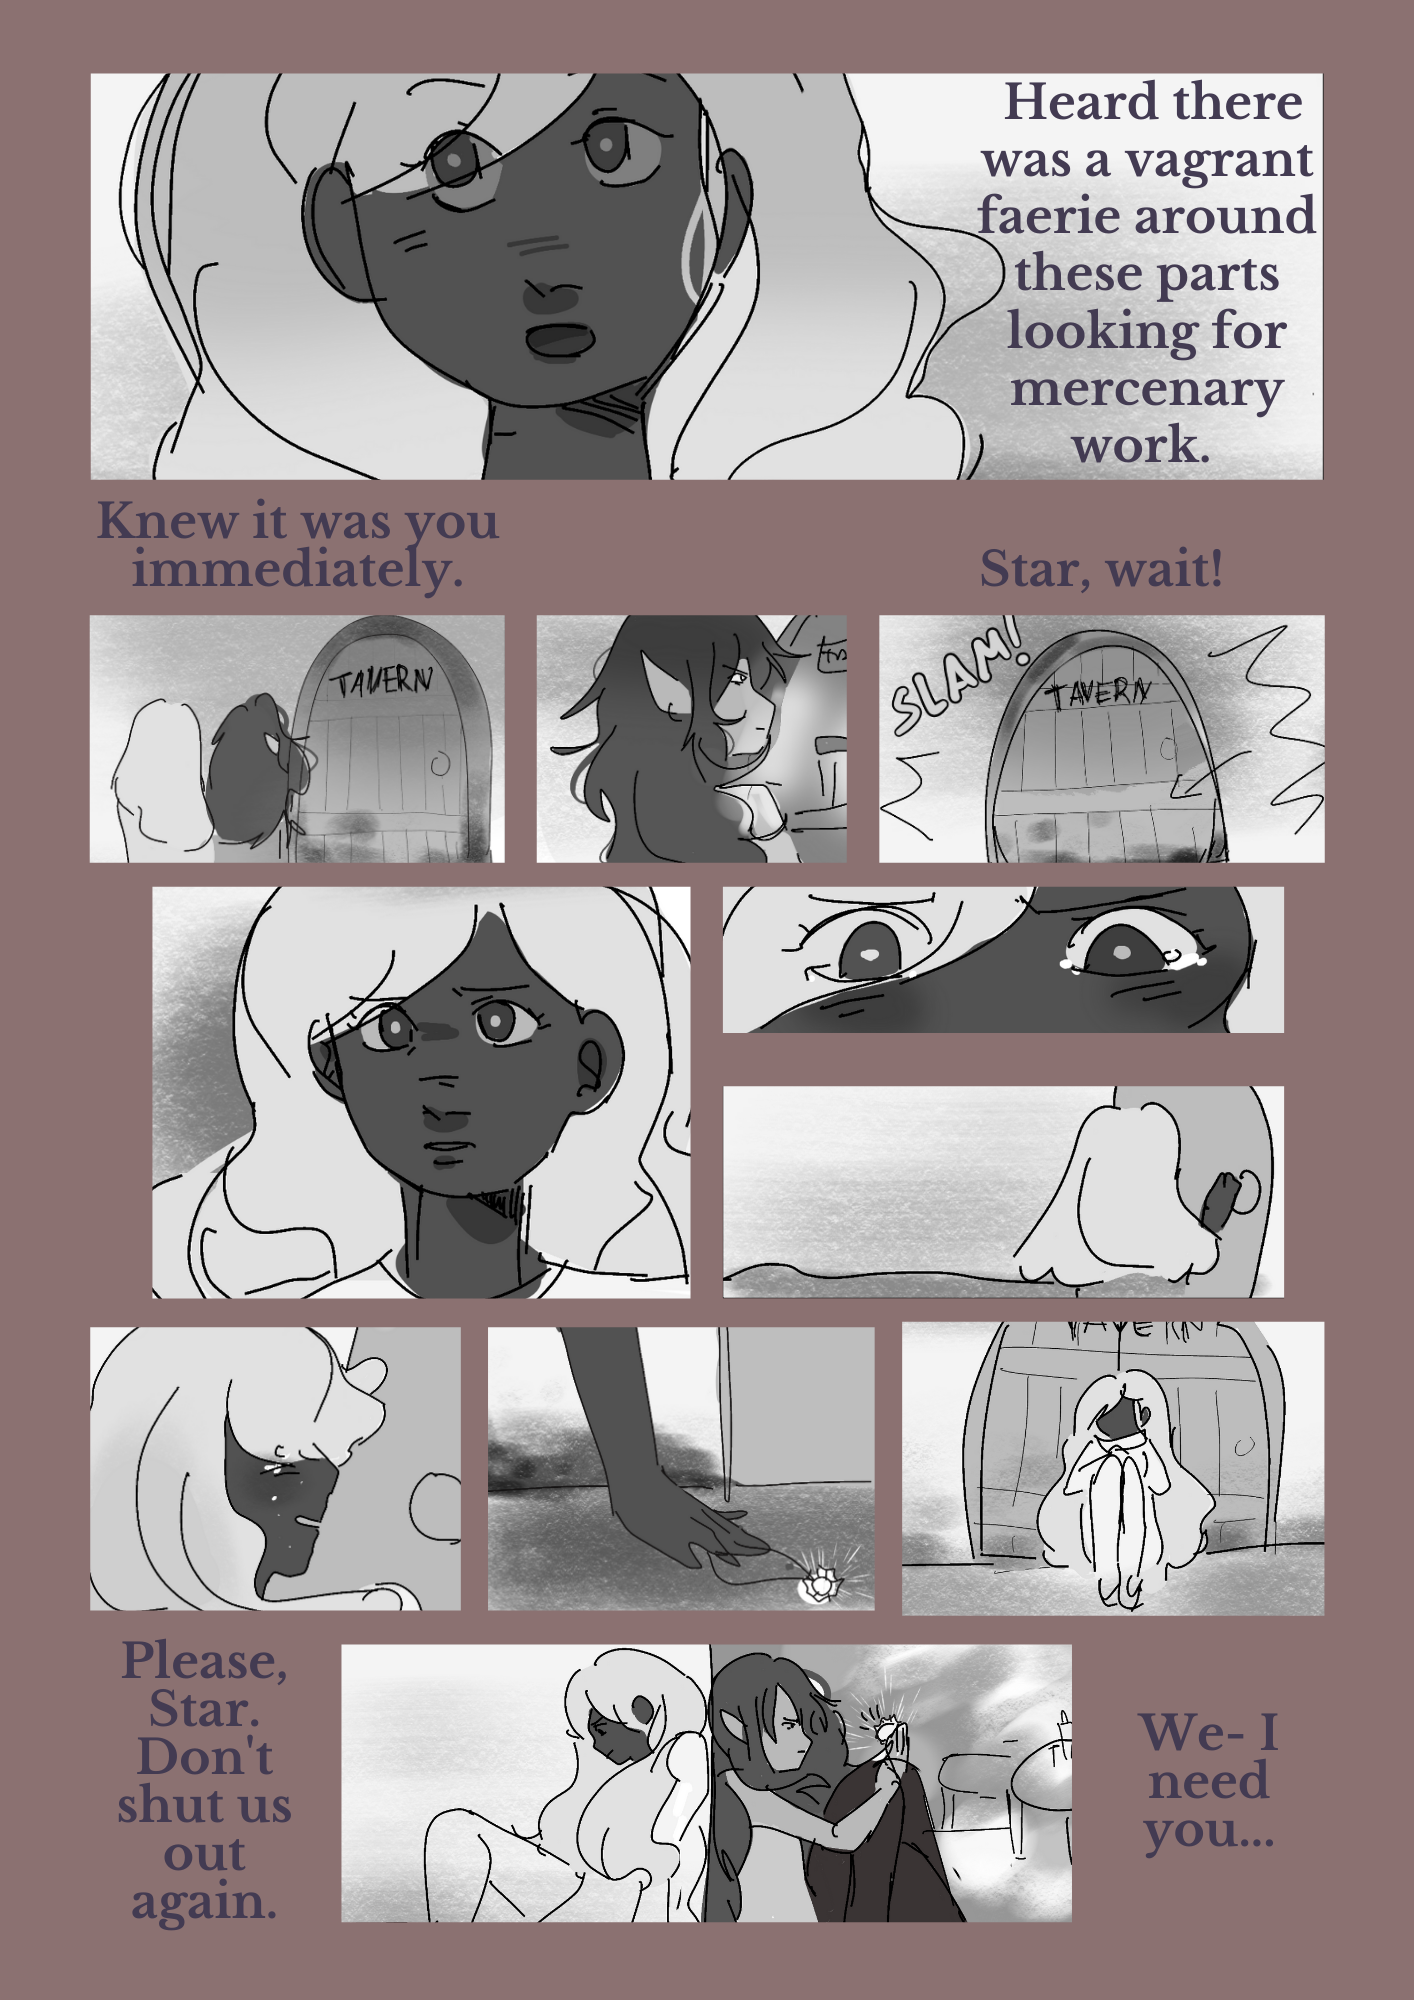 Heard there
was a vagrant
faerie around
these parts
looking for
mercenary
work.
Knew it was you
immediately.
Star, wait!
TAVERN
SLAM!
TAVERN
TAVERN
Please,
Star.
Don't
shut us
out
again.
We- I
need
you...